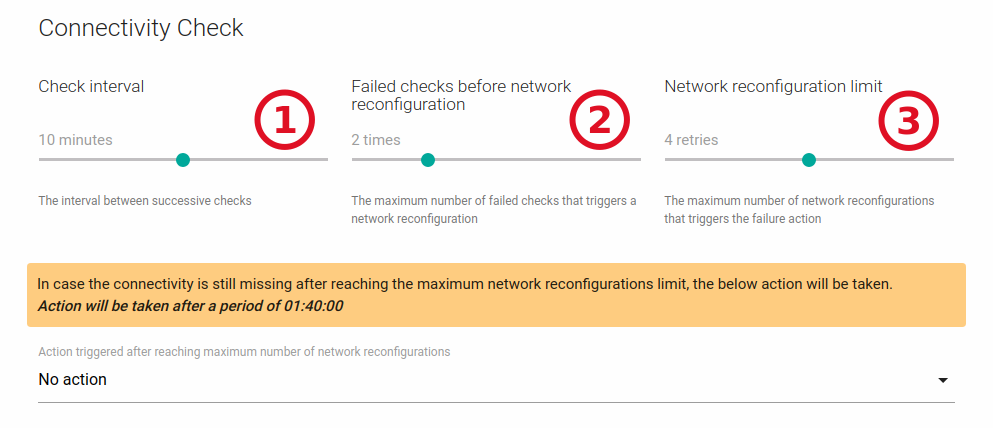 Connectivity Check
Check interval
1
10 minutes
The interval between successive checks
Failed checks before network
reconfiguration
2
2 times
The maximum number of failed checks that triggers a
network reconfiguration
Network reconfiguration limit
3
4 retries
The maximum number of network reconfigurations
that triggers the failure action
In case the connectivity is still missing after reaching the maximum network reconfigurations limit, the below action will be taken.
Action will be taken after a period of 01:40:00
Action triggered after reaching maximum number of network reconfigurations
No action